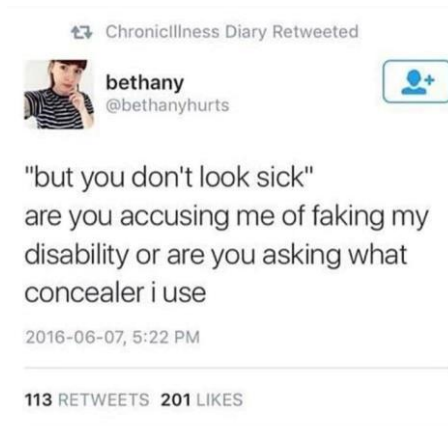 ChronicIllness Diary Retweeted
bethany
@bethanyhurts
"but you don't look sick"
are you accusing me of faking my
disability or are you asking what
concealer i use
2016-06-07, 5:22 PM
113 RETWEETS 201 LIKES